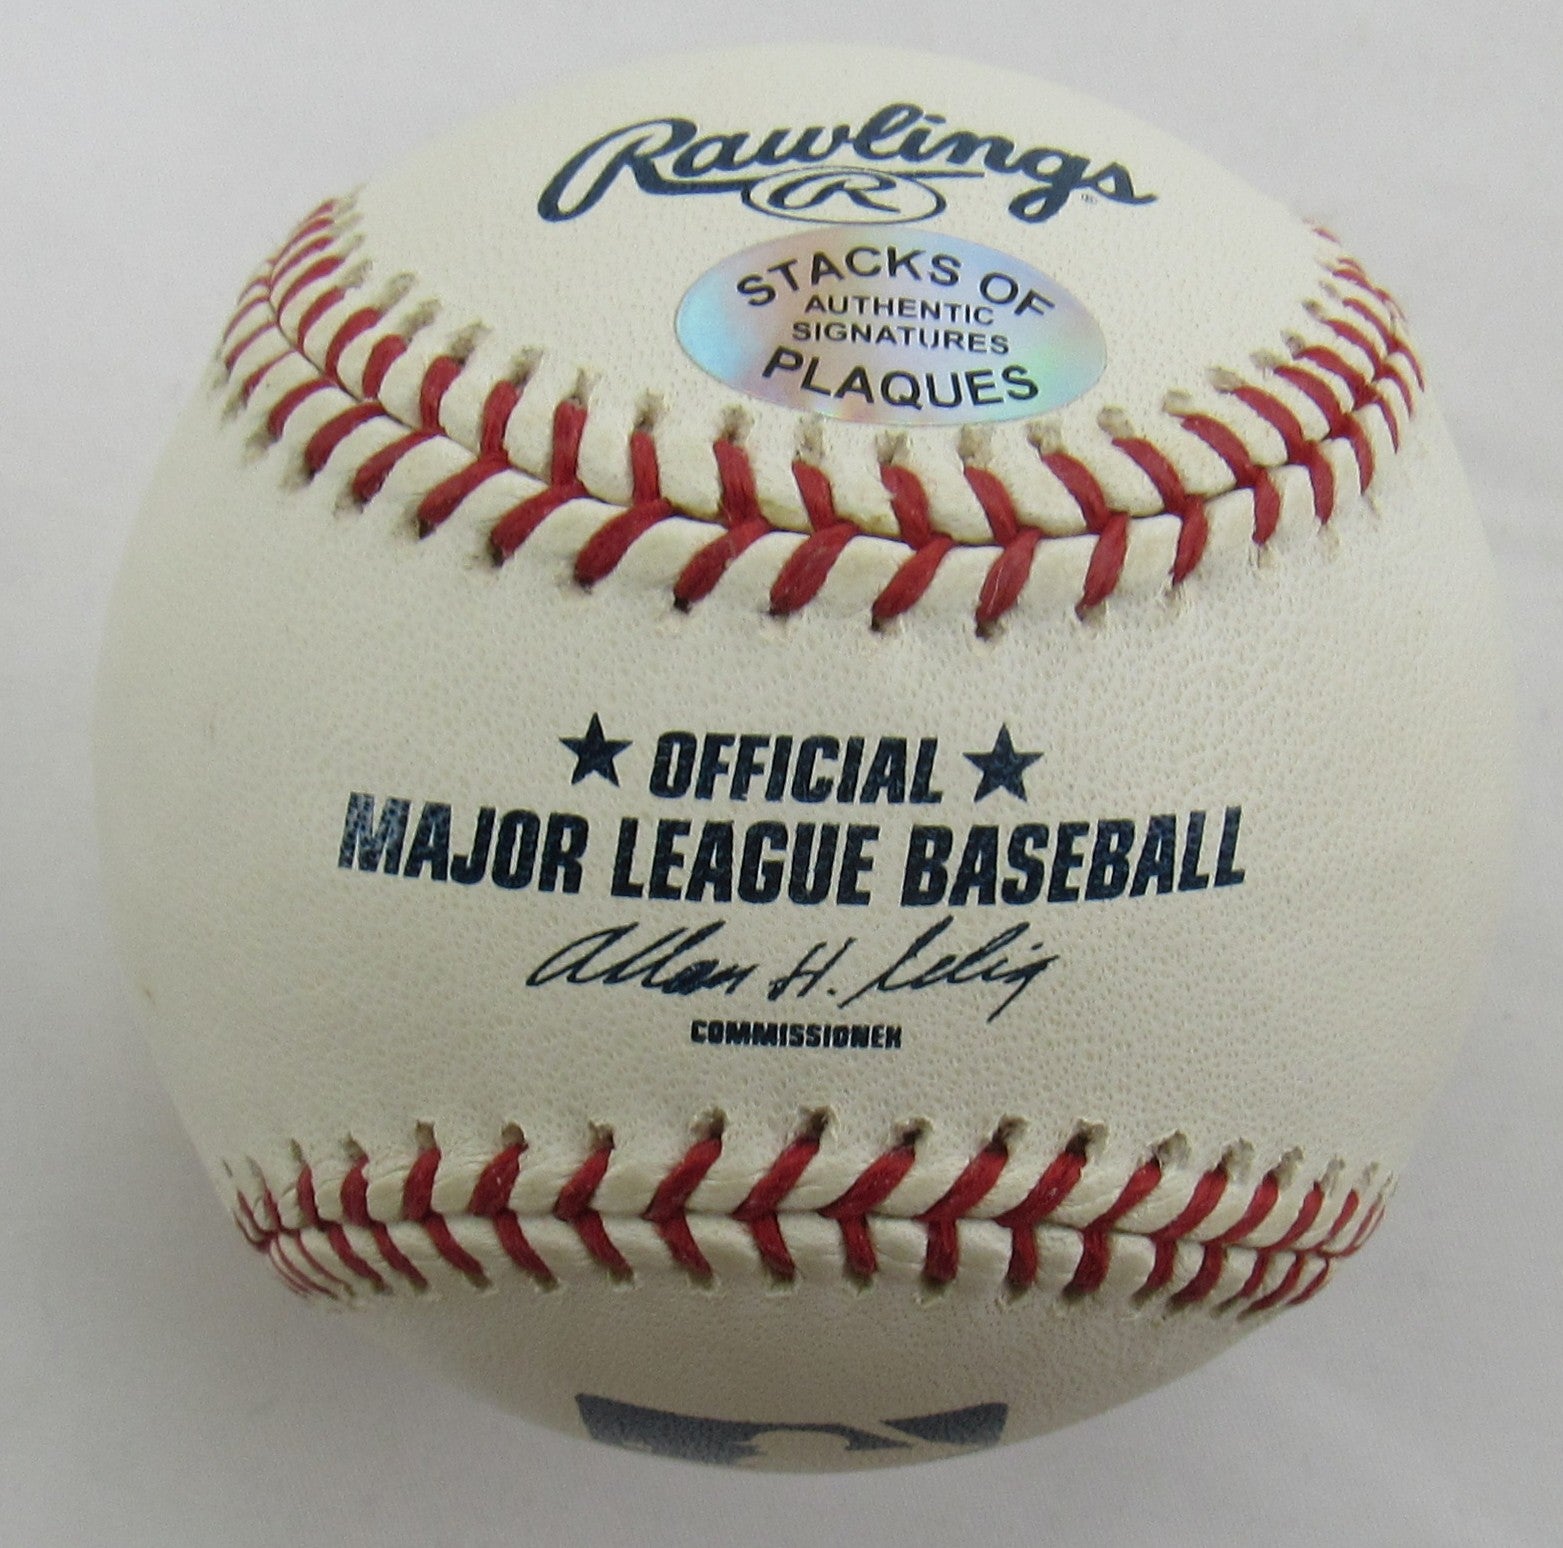 Rawlings
®
R
STACKS OF
AUTHENTIC
SIGNATURES
PLAQUES
★ OFFICIAL ★
MAJOR LEAGUE BASEBALL
Allan H. Selig
COMMISSIONER